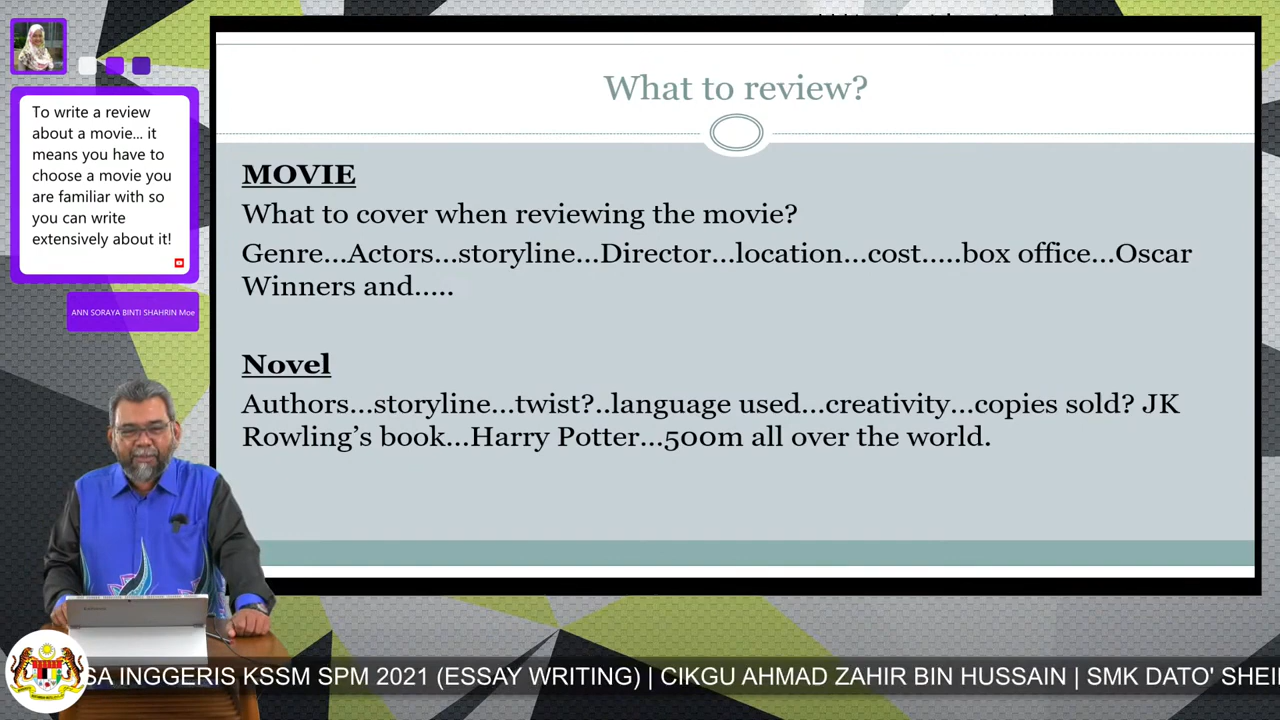 To write a review
about a movie... it
means you have to
choose a movie you
are familiar with so
you can write
extensively about it!
ANN SORAYA BINTI SHAHRIN Moe
What to review?
MOVIE
What to cover when reviewing the movie?
Genre...Actors...storyline...Director...location...cost.....box office...Oscar
Winners and.....
Novel
Authors...storyline...twist?..language used...creativity...copies sold? JK
Rowling's book...Harry Potter...500m all over the world.
SA INGGERIS KSSM SPM 2021 (ESSAY WRITING) | CIKGU AHMAD ZAHIR BIN HUSSAIN | SMK DATO' SHEI